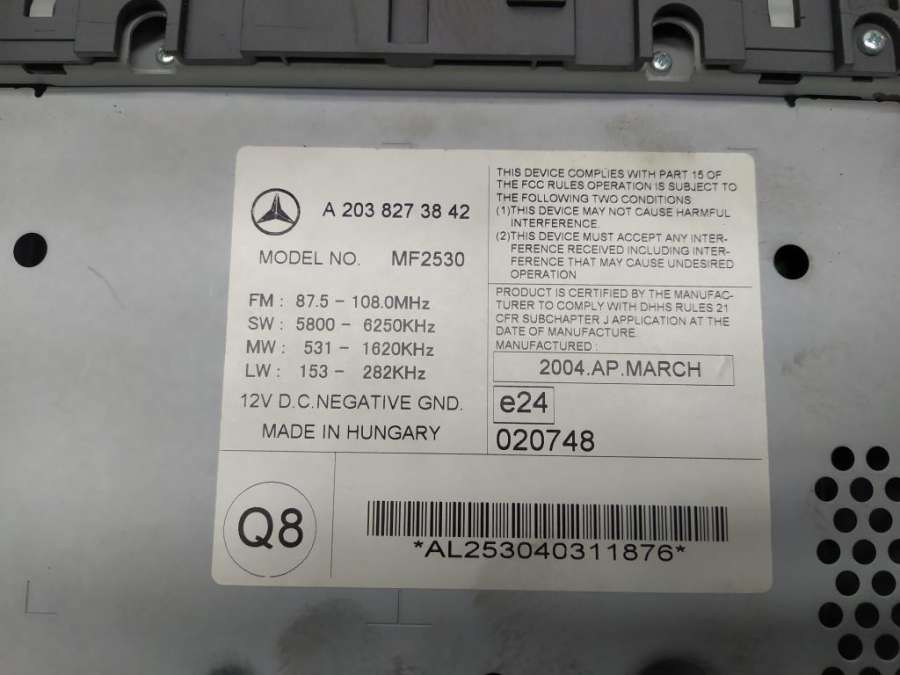 A 203 827 38 42
MODEL NO. MF2530
FM : 87.5 - 108.0MHz
SW : 5800 - 6250KHz
MW : 531 - 1620KHz
LW : 153 - 282KHz
12V D.C.NEGATIVE GND.
MADE IN HUNGARY
THIS DEVICE COMPLIES WITH PART 15 OF
THE FCC RULES OPERATION IS SUBJECT TO
THE FOLLOWING TWO CONDITIONS
(1)THIS DEVICE MAY NOT CAUSE HARMFUL
INTERFERENCE.
(2)THIS DEVICE MUST ACCEPT ANY INTER-
FERENCE RECEIVED INCLUDING INTER-
FERENCE THAT MAY CAUSE UNDESIRED
OPERATION
PRODUCT IS CERTIFIED BY THE MANUFAC-
TURER TO COMPLY WITH DHHS RULES 21
CFR SUBCHAPTER J APPLICATION AT THE
DATE OF MANUFACTURE.
MANUFACTURED :
2004.AP.MARCH
e24
020748
Q8
*AL253040311876*